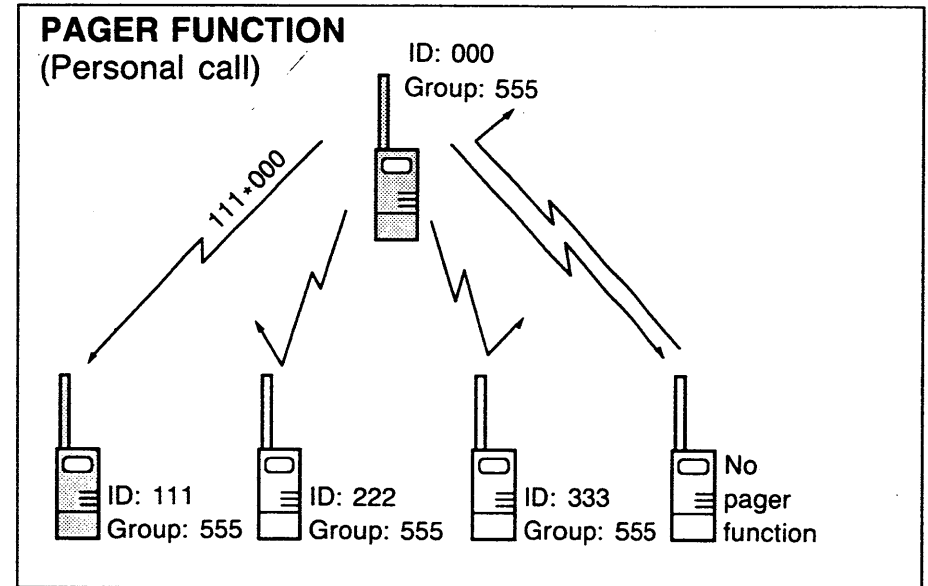 PAGER FUNCTION
(Personal call)
ID: 000
Group: 555
111*000
ID: 111
Group: 555
ID: 222
Group: 555
ID: 333
Group: 555
No
pager
function